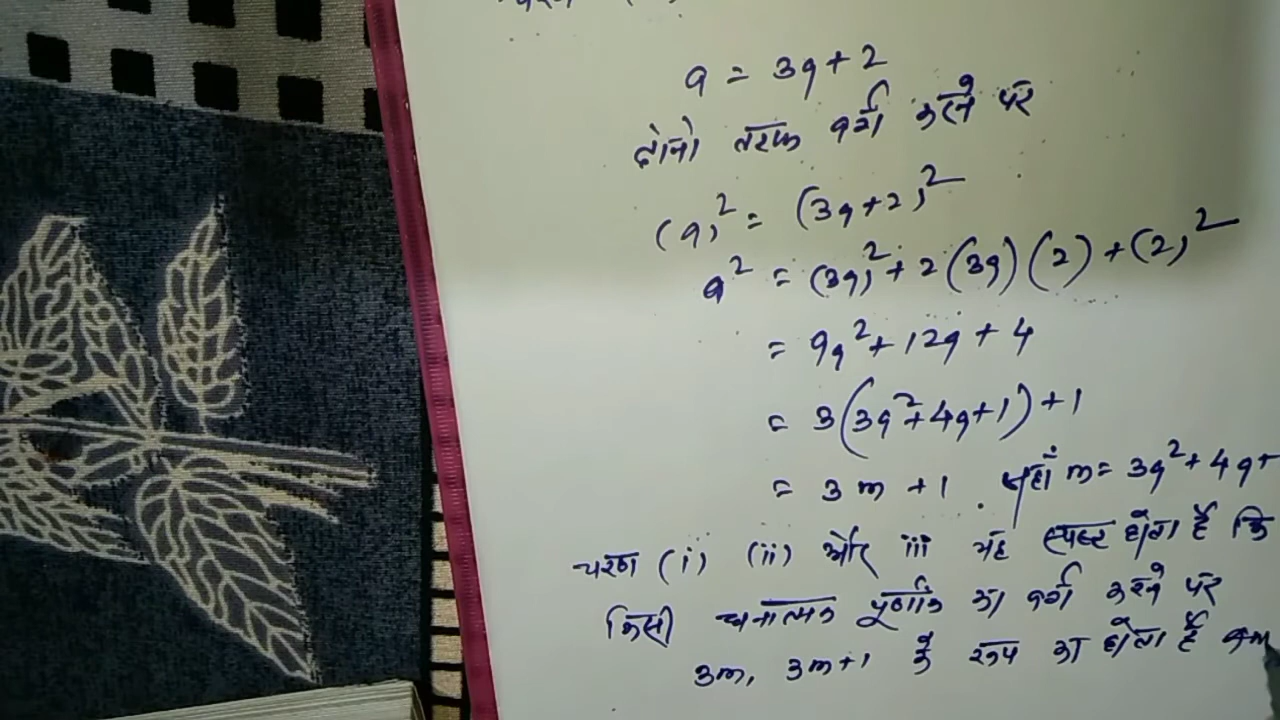 a = 3q + 2
दोनो तरफ वर्ग करने पर
(a)² = (3q+2)²
a² = (3q)² + 2(3q)(2) + (2)²
= 9q² + 12q + 4
= 3(3q²+4q+1)+1
= 3m + 1 जहाँ m = 3q² + 4q +
चरण (i) (ii) और iii यह स्पष्ट होता है कि
किसी धनात्मक पूर्णांक का वर्ग करने पर
3m, 3m+1 के रूप का होता है